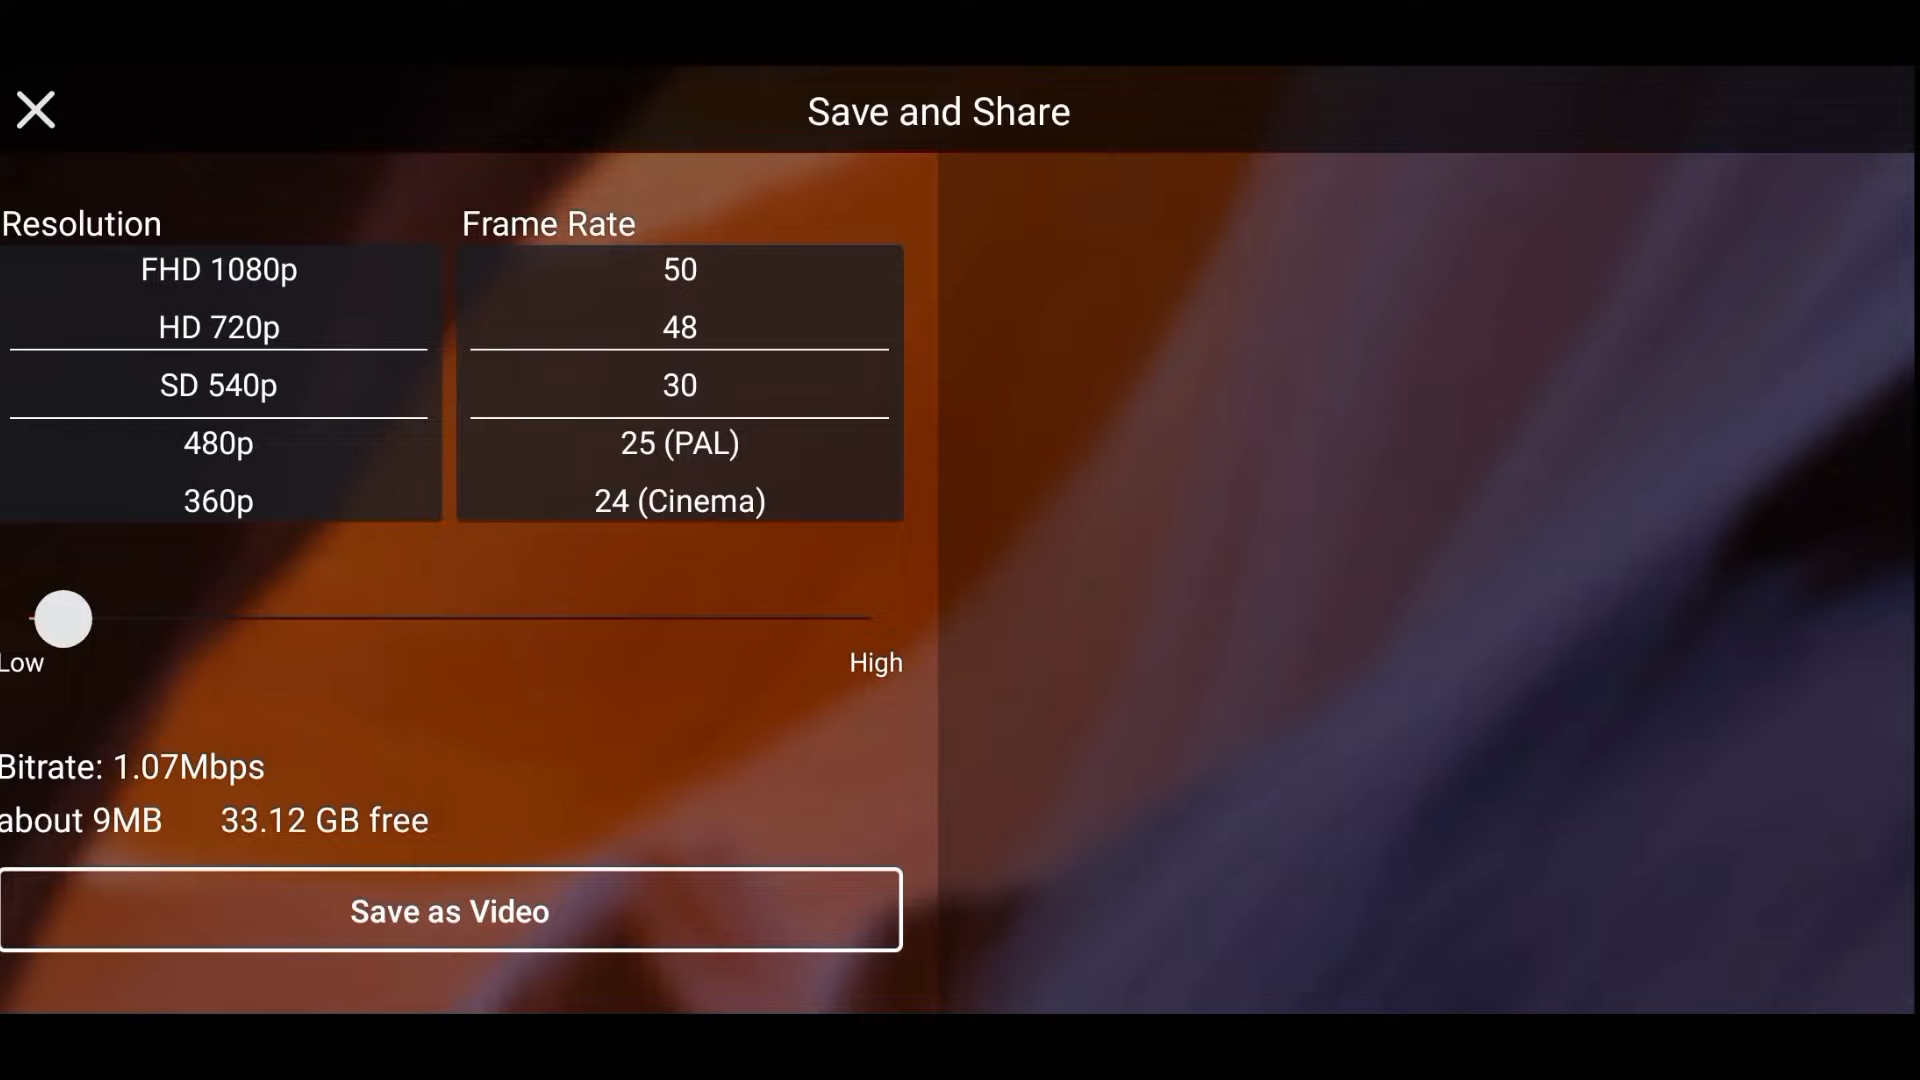 Save and Share
Resolution
Frame Rate
FHD 1080p
HD 720p
SD 540p
480p
360p
50
48
30
25 (PAL)
24 (Cinema)
Low
High
Bitrate: 1.07Mbps
about 9MB 33.12 GB free
Save as Video